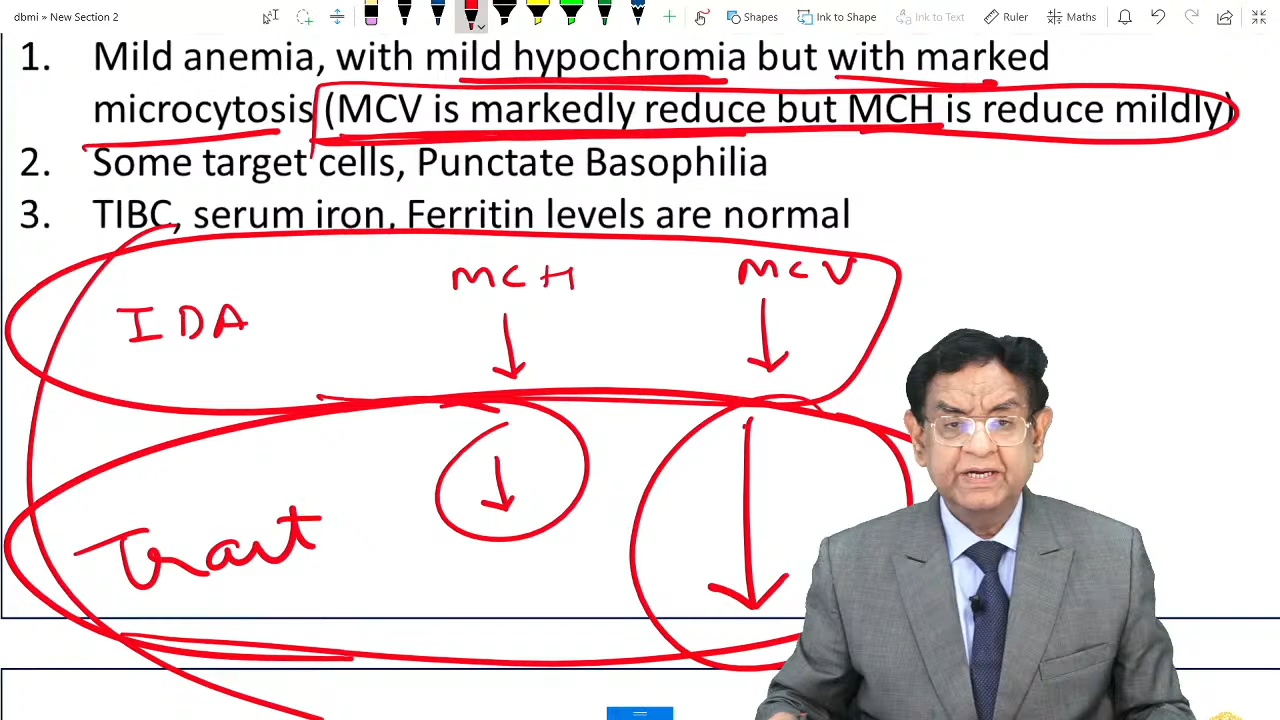 dbmi » New Section 2
Shapes Ink to Shape Ink to Text Ruler Maths
1. Mild anemia, with mild hypochromia but with marked
microcytosis (MCV is markedly reduce but MCH is reduce mildly)
2. Some target cells, Punctate Basophilia
3. TIBC, serum iron, Ferritin levels are normal
MCH MCV
IDA
Trait